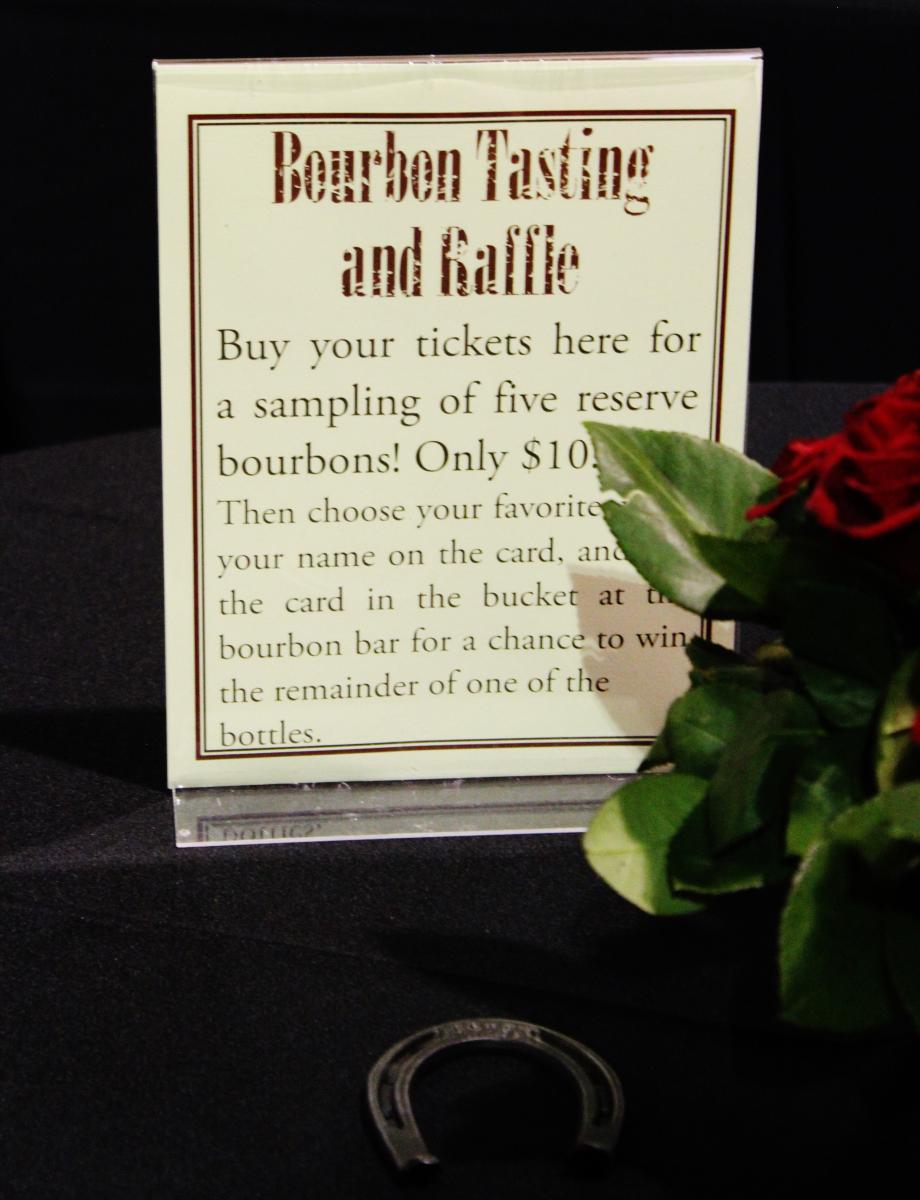 Bourbon Tasting
and Raffle
Buy your tickets here for
a sampling of five reserve
bourbons! Only $10.
Then choose your favorite
your name on the card, and
the card in the bucket at the
bourbon bar for a chance to win
the remainder of one of the
bottles.